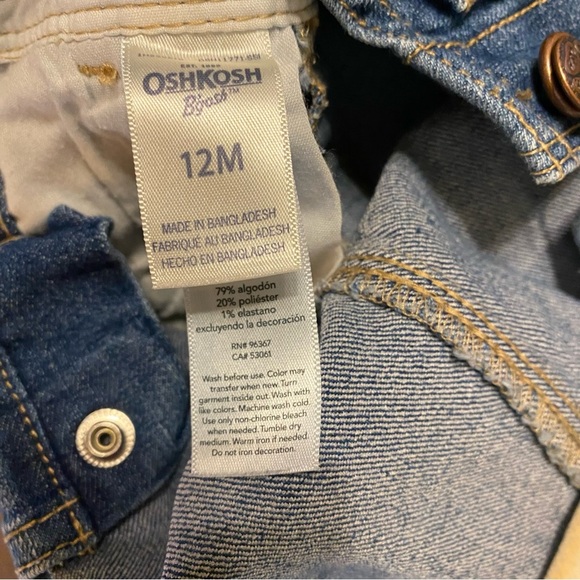 EST. 1895
OSHKOSH
B'gosh™
12M
MADE IN BANGLADESH
FABRIQUÉ AU BANGLADESH
HECHO EN BANGLADESH
79% algodón
20% poliéster
1% elastano
excluyendo la decoración
RN# 96367
CA# 53061
Wash before use. Color may
transfer when new. Turn
garment inside out. Wash with
like colors. Machine wash cold
Use only non-chlorine bleach
when needed. Tumble dry
medium. Warm iron if needed.
Do not iron decoration.